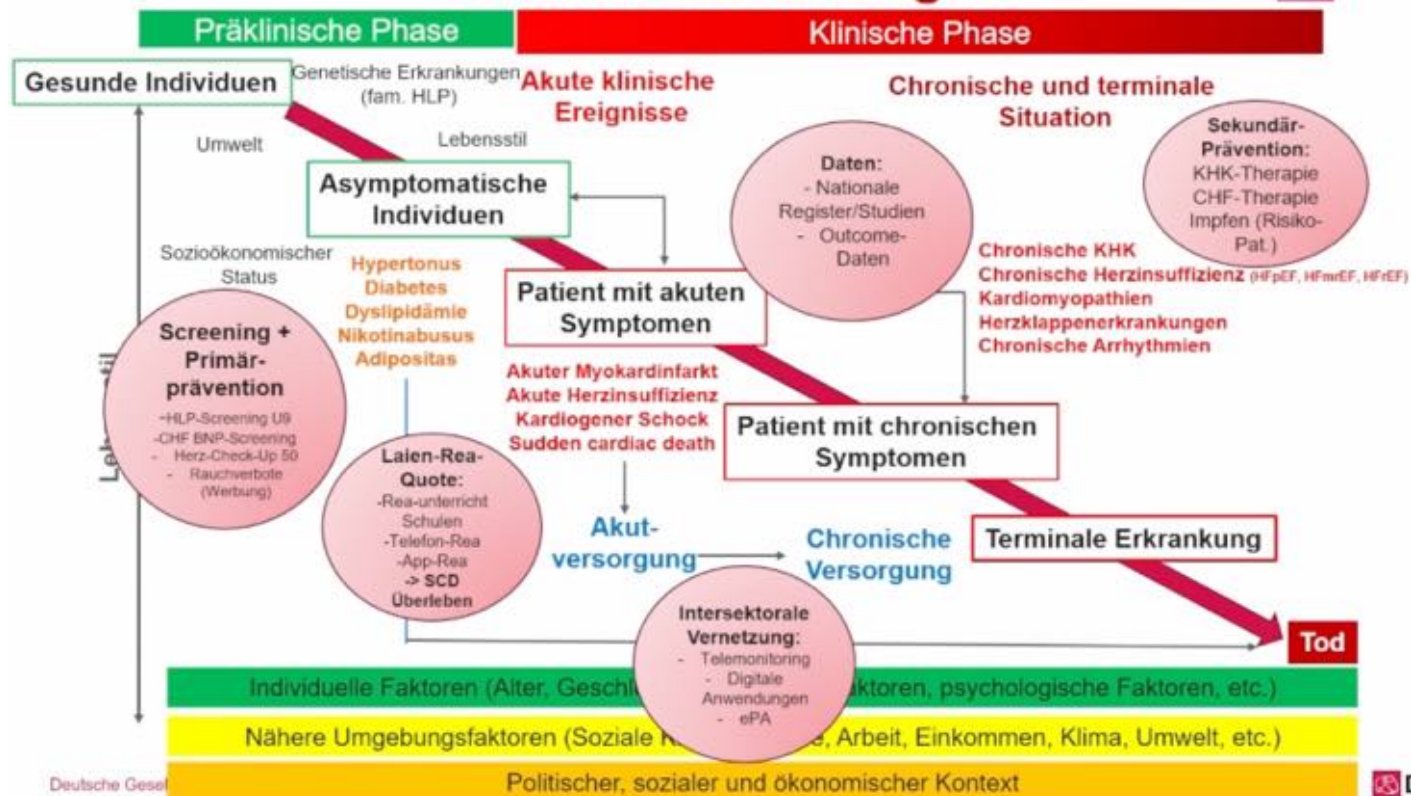 Präklinische Phase
Klinische Phase
Gesunde Individuen
Genetische Erkrankungen
(fam. HLP)
Akute klinische
Ereignisse
Chronische und terminale
Situation
Umwelt
Lebensstil
Asymptomatische
Individuen
Daten:
- Nationale
Register/Studien
- Outcome-
Daten
Sekundär-
Prävention:
KHK-Therapie
CHF-Therapie
Impfen (Risiko-
Pat.)
Sozioökonomischer
Status
Hypertonus
Diabetes
Dyslipidämie
Nikotinabusus
Adipositas
Patient mit akuten
Symptomen
Chronische KHK
Chronische Herzinsuffizienz (HFpEF, HFmrEF, HFrEF)
Kardiomyopathien
Herzklappenerkrankungen
Chronische Arrhythmien
Screening +
Primär-
prävention
-HLP-Screening U9
-CHF BNP-Screening
- Herz-Check-Up 50
- Rauchverbote
(Werbung)
Akuter Myokardinfarkt
Akute Herzinsuffizienz
Kardiogener Schock
Sudden cardiac death
Patient mit chronischen
Symptomen
Laien-Rea-
Quote:
-Rea-unterricht
Schulen
-Telefon-Rea
-App-Rea
-> SCD
Überleben
Akut-
versorgung
Chronische
Versorgung
Terminale Erkrankung
Intersektorale
Vernetzung:
- Telemonitoring
- Digitale
Anwendungen
- ePA
Tod
Individuelle Faktoren (Alter, Geschle aktoren, psychologische Faktoren, etc.)
Nähere Umgebungsfaktoren (Soziale K e, Arbeit, Einkommen, Klima, Umwelt, etc.)
Politischer, sozialer und ökonomischer Kontext
Deutsche Gesel